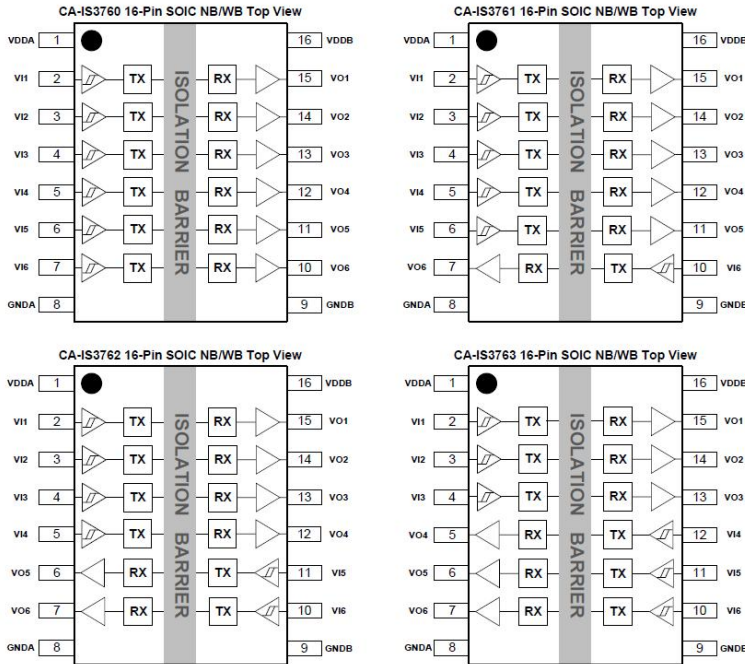 CA-IS3760 16-Pin SOIC NB/WB Top View
VDDA 1 16 VDDB
VI1 2 TX RX 15 VO1
VI2 3 TX RX 14 VO2
VI3 4 TX RX 13 VO3
VI4 5 TX RX 12 VO4
VI5 6 TX RX 11 VO5
VI6 7 TX RX 10 VO6
GNDA 8 9 GNDB
ISOLATION BARRIER
CA-IS3761 16-Pin SOIC NB/WB Top View
VDDA 1 16 VDDB
VI1 2 TX RX 15 VO1
VI2 3 TX RX 14 VO2
VI3 4 TX RX 13 VO3
VI4 5 TX RX 12 VO4
VI5 6 TX RX 11 VO5
VO6 7 RX TX 10 VI6
GNDA 8 9 GNDB
ISOLATION BARRIER
CA-IS3762 16-Pin SOIC NB/WB Top View
VDDA 1 16 VDDB
VI1 2 TX RX 15 VO1
VI2 3 TX RX 14 VO2
VI3 4 TX RX 13 VO3
VI4 5 TX RX 12 VO4
VO5 6 RX TX 11 VI5
VO6 7 RX TX 10 VI6
GNDA 8 9 GNDB
ISOLATION BARRIER
CA-IS3763 16-Pin SOIC NB/WB Top View
VDDA 1 16 VDDB
VI1 2 TX RX 15 VO1
VI2 3 TX RX 14 VO2
VI3 4 TX RX 13 VO3
VO4 5 RX TX 12 VI4
VO5 6 RX TX 11 VI5
VO6 7 RX TX 10 VI6
GNDA 8 9 GNDB
ISOLATION BARRIER